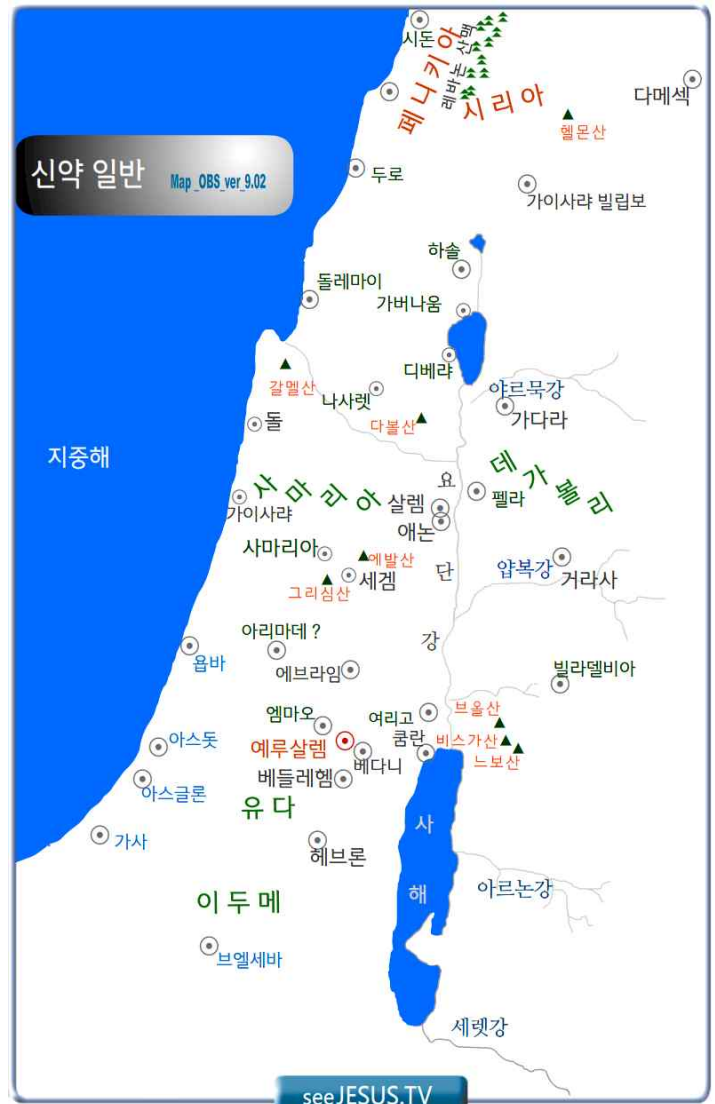 시돈
페니키아
레바논 산맥
시리아
다메섹
헬몬산
신약 일반 Map_OBS_ver_9.02
두로
가이사랴 빌립보
하솔
돌레마이
가버나움
디베랴
갈멜산
나사렛
야르묵강
돌
다볼산
가다라
지중해
사마리아
데가볼리
가이사랴
살렘
펠라
애논
요단강
사마리아
에발산
얍복강
거라사
세겜
그리심산
아리마데 ?
욥바
에브라임
빌라델비아
엠마오
여리고
브올산
아스돗
예루살렘
쿰란
비스가산
베다니
느보산
베들레헴
아스글론
유다
사해
가사
헤브론
아르논강
이두메
브엘세바
세렛강
seeJESUS.TV